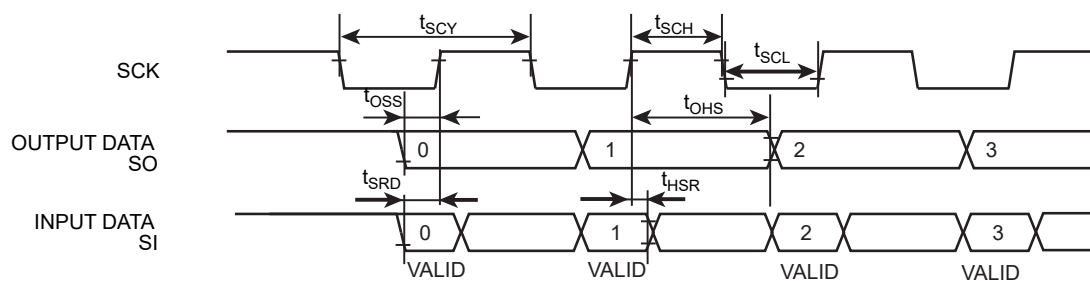 tSCY
tSCH
tSCL
SCK
tOSS
tOHS
OUTPUT DATA
SO
0 1 2 3
tSRD
tHSR
INPUT DATA
SI
0 1 2 3
VALID VALID VALID VALID